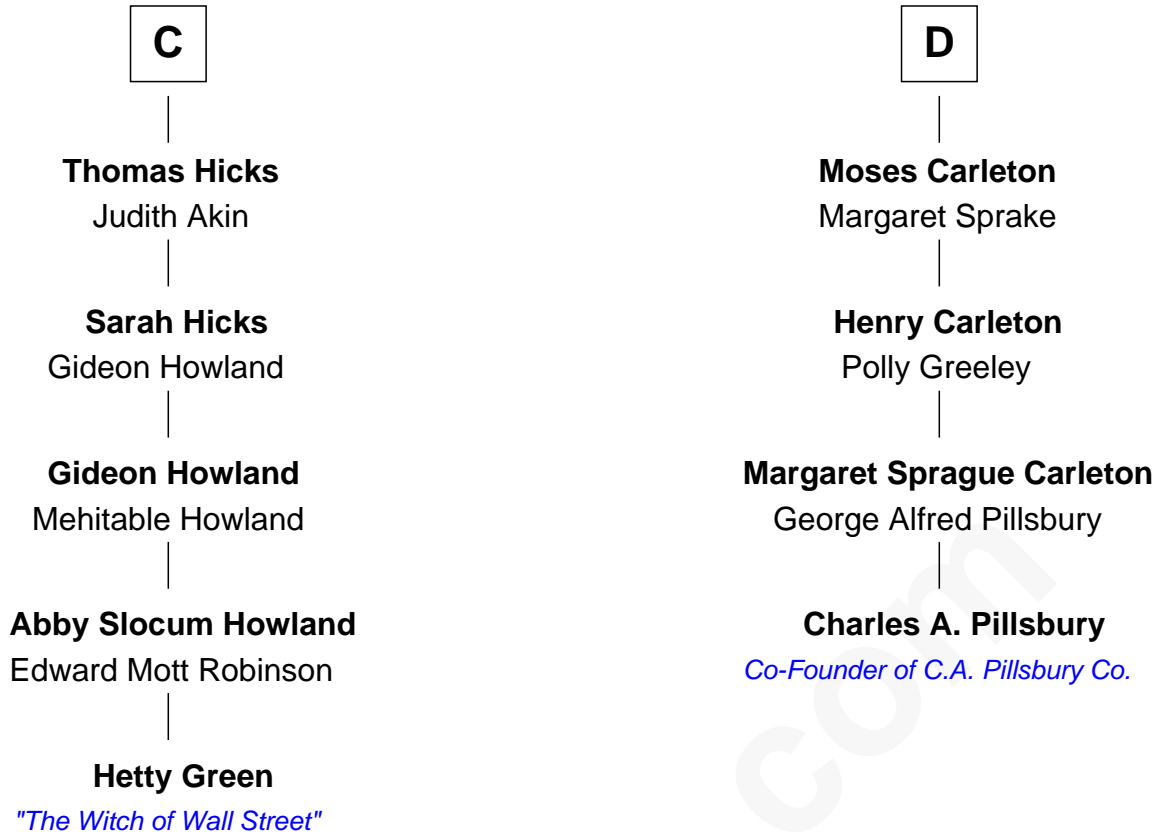 C
Thomas Hicks
Judith Akin
Sarah Hicks
Gideon Howland
Gideon Howland
Mehitable Howland
Abby Slocum Howland
Edward Mott Robinson
Hetty Green
"The Witch of Wall Street"
D
Moses Carleton
Margaret Sprake
Henry Carleton
Polly Greeley
Margaret Sprague Carleton
George Alfred Pillsbury
Charles A. Pillsbury
Co-Founder of C.A. Pillsbury Co.
com